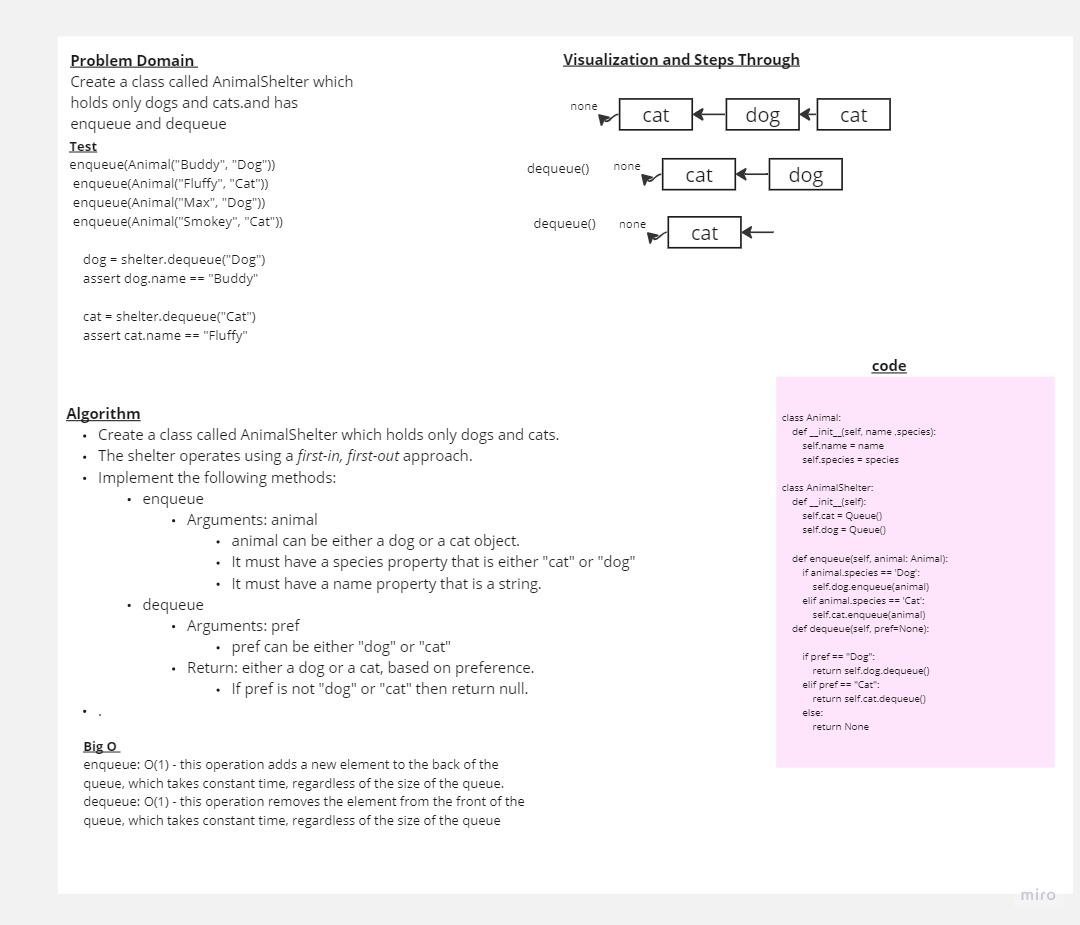 Problem Domain
Create a class called AnimalShelter which
holds only dogs and cats.and has
enqueue and dequeue
Test
enqueue(Animal("Buddy", "Dog"))
enqueue(Animal("Fluffy", "Cat"))
enqueue(Animal("Max", "Dog"))
enqueue(Animal("Smokey", "Cat"))
dog = shelter.dequeue("Dog")
assert dog.name == "Buddy"
cat = shelter.dequeue("Cat")
assert cat.name == "Fluffy"
Visualization and Steps Through
none cat dog cat
dequeue() none cat dog
dequeue() none cat
Algorithm
• Create a class called AnimalShelter which holds only dogs and cats.
• The shelter operates using a first-in, first-out approach.
• Implement the following methods:
• enqueue
• Arguments: animal
• animal can be either a dog or a cat object.
• It must have a species property that is either "cat" or "dog"
• It must have a name property that is a string.
• dequeue
• Arguments: pref
• pref can be either "dog" or "cat"
• Return: either a dog or a cat, based on preference.
• If pref is not "dog" or "cat" then return null.
• .
Big O
enqueue: O(1) - this operation adds a new element to the back of the
queue, which takes constant time, regardless of the size of the queue.
dequeue: O(1) - this operation removes the element from the front of the
queue, which takes constant time, regardless of the size of the queue
code
class Animal:
def __init__(self, name ,species):
self.name = name
self.species = species
class AnimalShelter:
def __init__(self):
self.cat = Queue()
self.dog = Queue()
def enqueue(self, animal: Animal):
if animal.species == 'Dog':
self.dog.enqueue(animal)
elif animal.species == 'Cat':
self.cat.enqueue(animal)
def dequeue(self, pref=None):
if pref == "Dog":
return self.dog.dequeue()
elif pref == "Cat":
return self.cat.dequeue()
else:
return None
miro